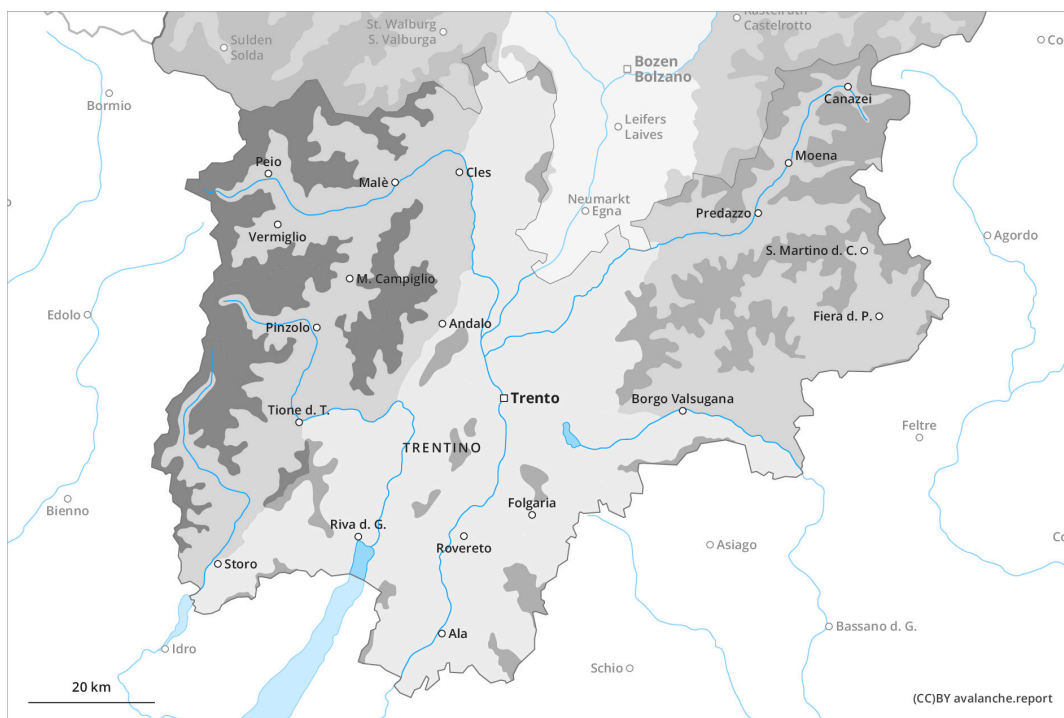 Kastelruth
Castelrotto
St. Walburg
S. Valburga
Sulden
Solda
Bozen
Bolzano
Bormio
Canazei
Leifers
Laives
Moena
Peio
Malè
Cles
Neumarkt
Egna
Predazzo
Vermiglio
Agordo
S. Martino d. C.
M. Campiglio
Edolo
Pinzolo
Andalo
Fiera d. P.
Trento
Borgo Valsugana
Tione d. T.
Feltre
TRENTINO
Bienno
Folgaria
Riva d. G.
Rovereto
Asiago
Storo
Ala
Bassano d. G.
Idro
Schio
20 km
(CC)BY avalanche.report